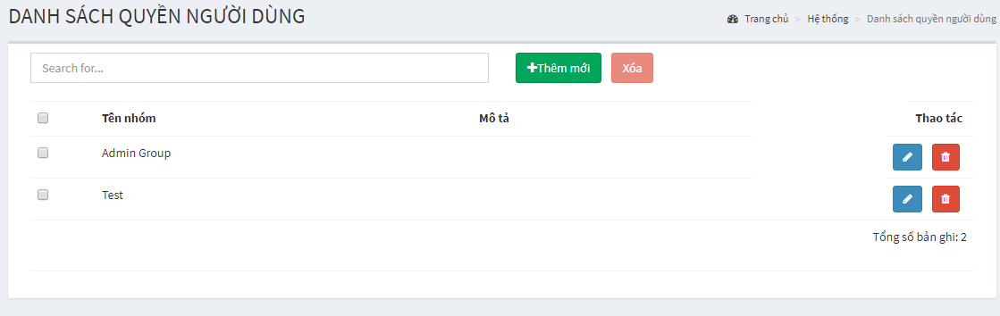 DANH SÁCH QUYỀN NGƯỜI DÙNG
Trang chủ > Hệ thống > Danh sách quyền người dùng
Search for...
Thêm mới
Xóa
Tên nhóm Mô tả Thao tác
Admin Group
Test
Tổng số bản ghi: 2